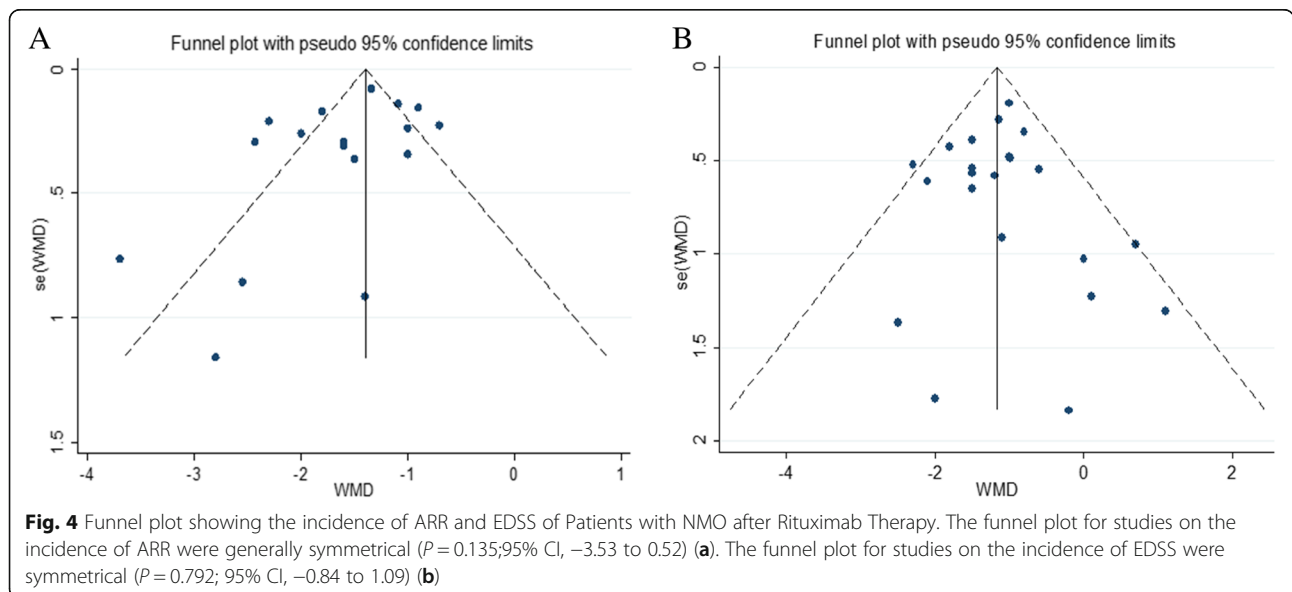 A
Funnel plot with pseudo 95% confidence limits
0
.5
1
1.5
se(WMD)
-4 -3 -2 -1 0 1
WMD
B
Funnel plot with pseudo 95% confidence limits
0
.5
1
1.5
2
se(WMD)
-4 -2 0 2
WMD
Fig. 4 Funnel plot showing the incidence of ARR and EDSS of Patients with NMO after Rituximab Therapy. The funnel plot for studies on the
incidence of ARR were generally symmetrical (P = 0.135;95% CI, −3.53 to 0.52) (a). The funnel plot for studies on the incidence of EDSS were
symmetrical (P = 0.792; 95% CI, −0.84 to 1.09) (b)